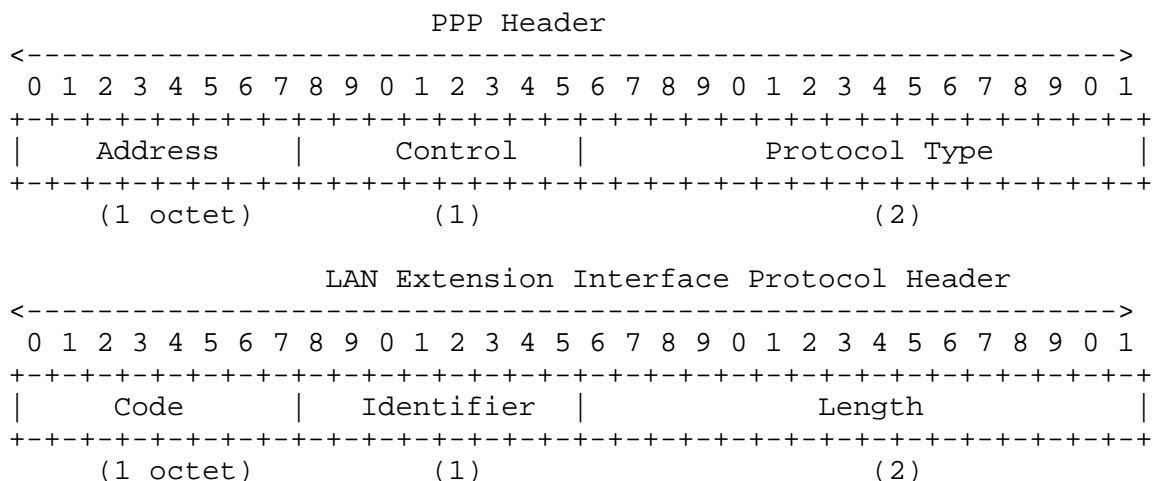 PPP Header
<-------------------------------------------------------------->
0 1 2 3 4 5 6 7 8 9 0 1 2 3 4 5 6 7 8 9 0 1 2 3 4 5 6 7 8 9 0 1
+-+-+-+-+-+-+-+-+-+-+-+-+-+-+-+-+-+-+-+-+-+-+-+-+-+-+-+-+-+-+-+-+
| Address | Control | Protocol Type |
+-+-+-+-+-+-+-+-+-+-+-+-+-+-+-+-+-+-+-+-+-+-+-+-+-+-+-+-+-+-+-+-+
(1 octet) (1) (2)
LAN Extension Interface Protocol Header
<-------------------------------------------------------------->
0 1 2 3 4 5 6 7 8 9 0 1 2 3 4 5 6 7 8 9 0 1 2 3 4 5 6 7 8 9 0 1
+-+-+-+-+-+-+-+-+-+-+-+-+-+-+-+-+-+-+-+-+-+-+-+-+-+-+-+-+-+-+-+-+
| Code | Identifier | Length |
+-+-+-+-+-+-+-+-+-+-+-+-+-+-+-+-+-+-+-+-+-+-+-+-+-+-+-+-+-+-+-+-+
(1 octet) (1) (2)